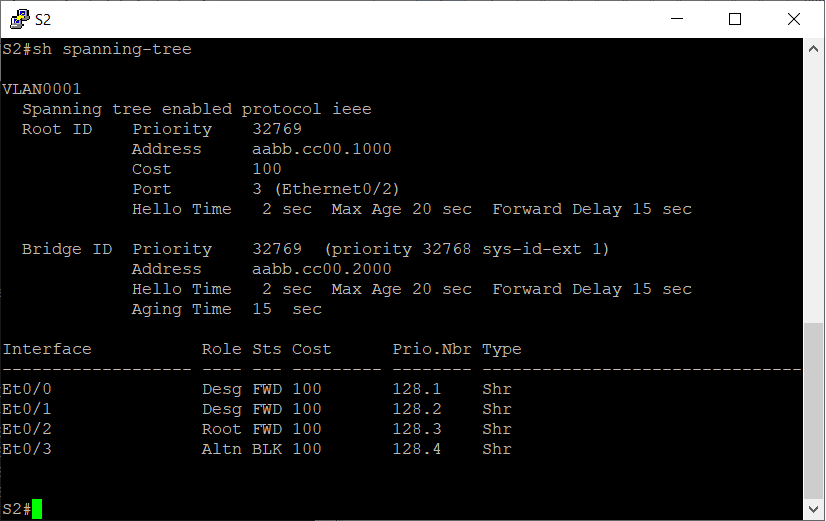 S2
S2#sh spanning-tree
VLAN0001
  Spanning tree enabled protocol ieee
  Root ID    Priority    32769
             Address     aabb.cc00.1000
             Cost        100
             Port        3 (Ethernet0/2)
             Hello Time   2 sec  Max Age 20 sec  Forward Delay 15 sec
  Bridge ID  Priority    32769  (priority 32768 sys-id-ext 1)
             Address     aabb.cc00.2000
             Hello Time   2 sec  Max Age 20 sec  Forward Delay 15 sec
             Aging Time  15  sec
Interface           Role Sts Cost      Prio.Nbr Type
------------------- ---- --- --------- -------- --------------------------------
Et0/0               Desg FWD 100       128.1    Shr
Et0/1               Desg FWD 100       128.2    Shr
Et0/2               Root FWD 100       128.3    Shr
Et0/3               Altn BLK 100       128.4    Shr
S2#